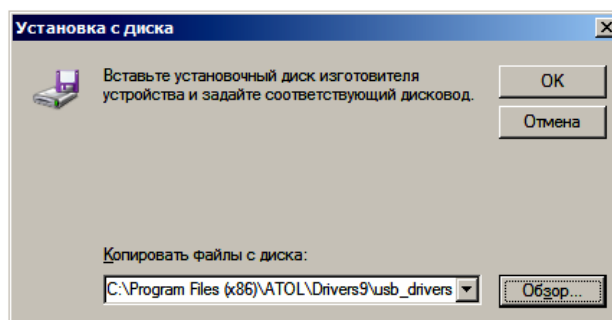 Установка с диска
Вставьте установочный диск изготовителя
устройства и задайте соответствующий дисковод.
OK
Отмена
Копировать файлы с диска:
C:\Program Files (x86)\ATOL\Drivers9\usb_drivers
Обзор...